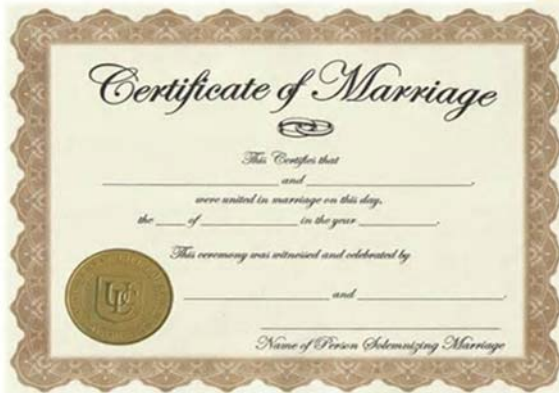 Certificate of Marriage
This Certifies that
and
were united in marriage on this day,
the of in the year .
This ceremony was witnessed and celebrated by
and .
Name of Person Solemnizing Marriage